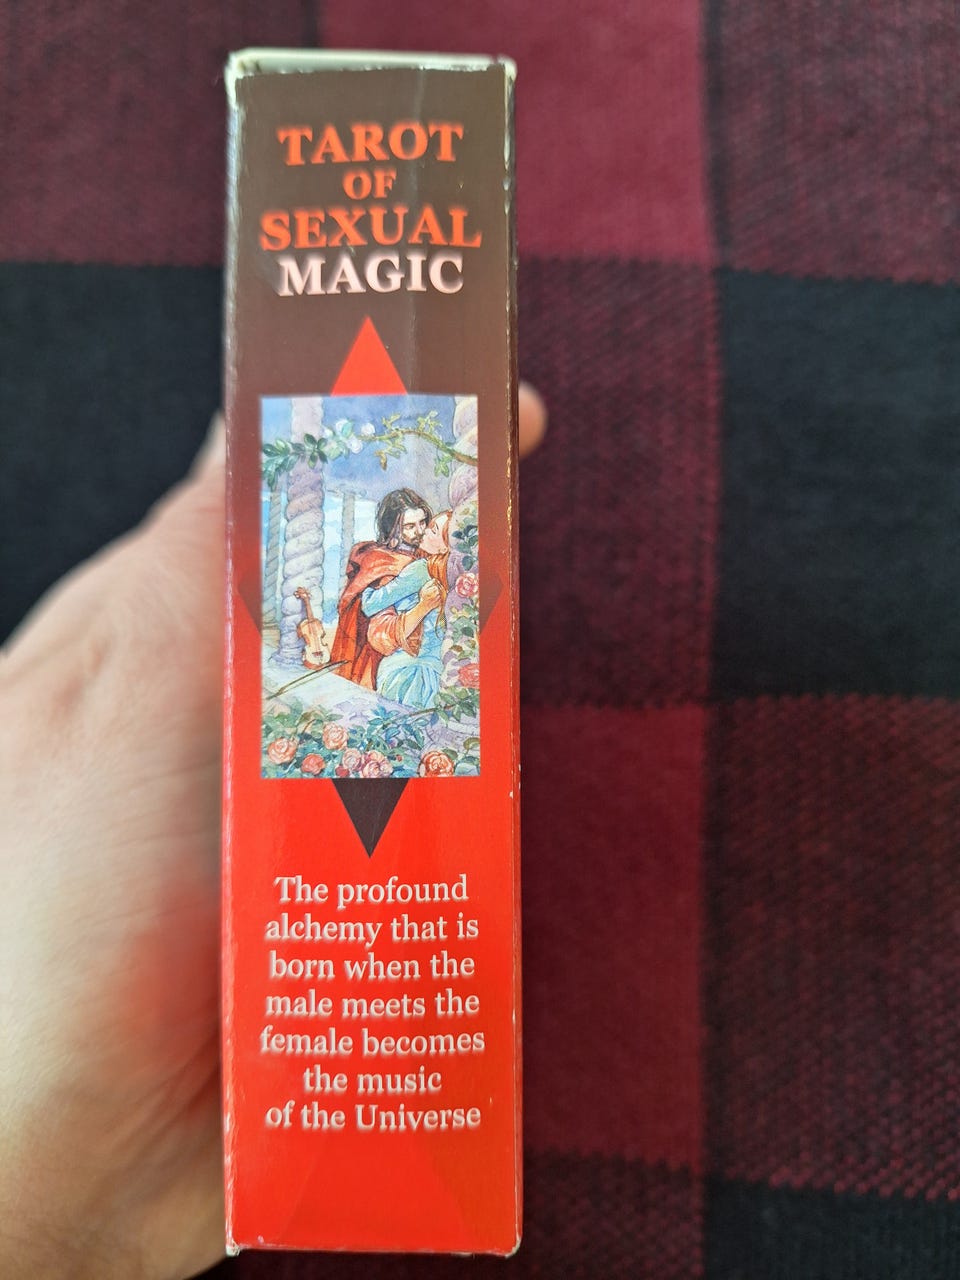 TAROT
OF
SEXUAL
MAGIC
The profound
alchemy that is
born when the
male meets the
female becomes
the music
of the Universe